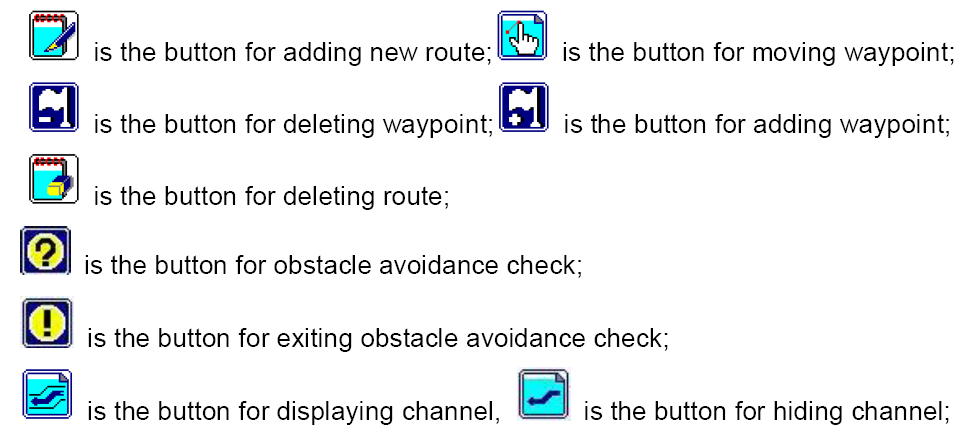 is the button for adding new route; is the button for moving waypoint;
is the button for deleting waypoint; is the button for adding waypoint;
is the button for deleting route;
? is the button for obstacle avoidance check;
! is the button for exiting obstacle avoidance check;
is the button for displaying channel, is the button for hiding channel;